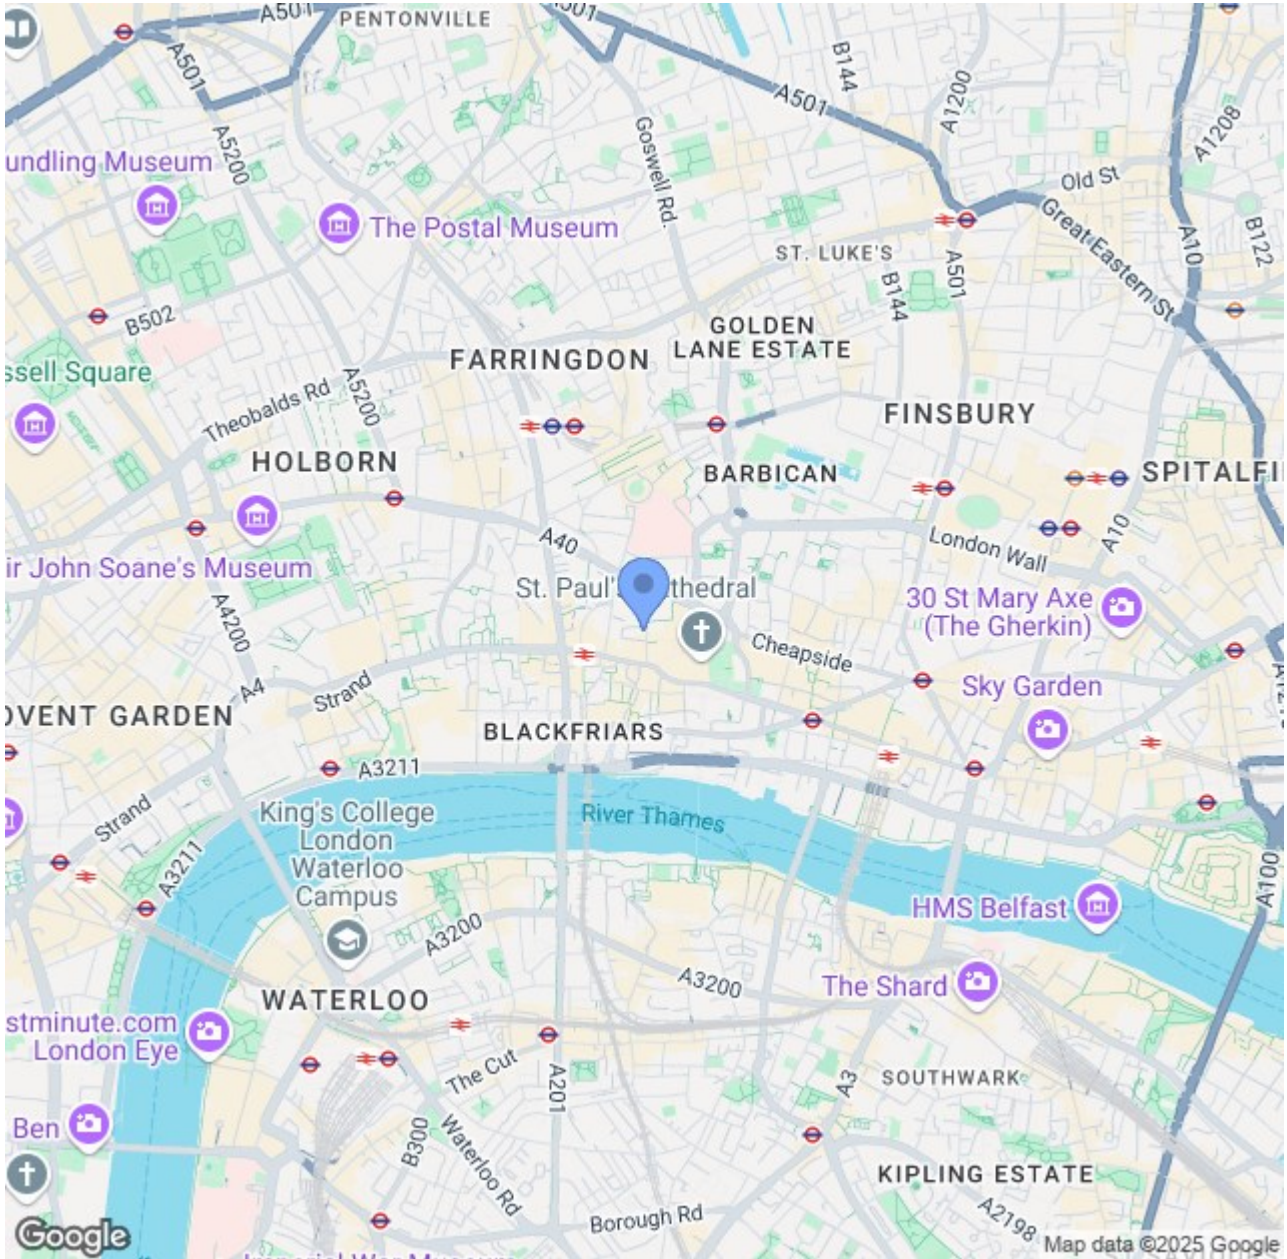 A501
PENTONVILLE
A501
B144
A501
A501
A1200
A5200
Goswell Rd.
A1208
undling Museum
Old St
The Postal Museum
Great Eastern St
ST. LUKE'S
A10
B122
B144
A501
B502
GOLDEN
LANE ESTATE
FARRINGDON
ssell Square
Theobalds Rd
A5200
FINSBURY
HOLBORN
BARBICAN
SPITALFI
A40
London Wall
A10
ir John Soane's Museum
St. Paul's
thedral
30 St Mary Axe
(The Gherkin)
A4200
Cheapside
A4
Strand
Sky Garden
OVENT GARDEN
BLACKFRIARS
A3211
Strand
King's College
London
Waterloo
Campus
River Thames
A3211
A100
HMS Belfast
A3200
A3200
The Shard
WATERLOO
stminute.com
London Eye
The Cut
A201
A3
SOUTHWARK
Ben
B300
Waterloo Rd
KIPLING ESTATE
Borough Rd
A2198
Google
Map data ©2025 Google